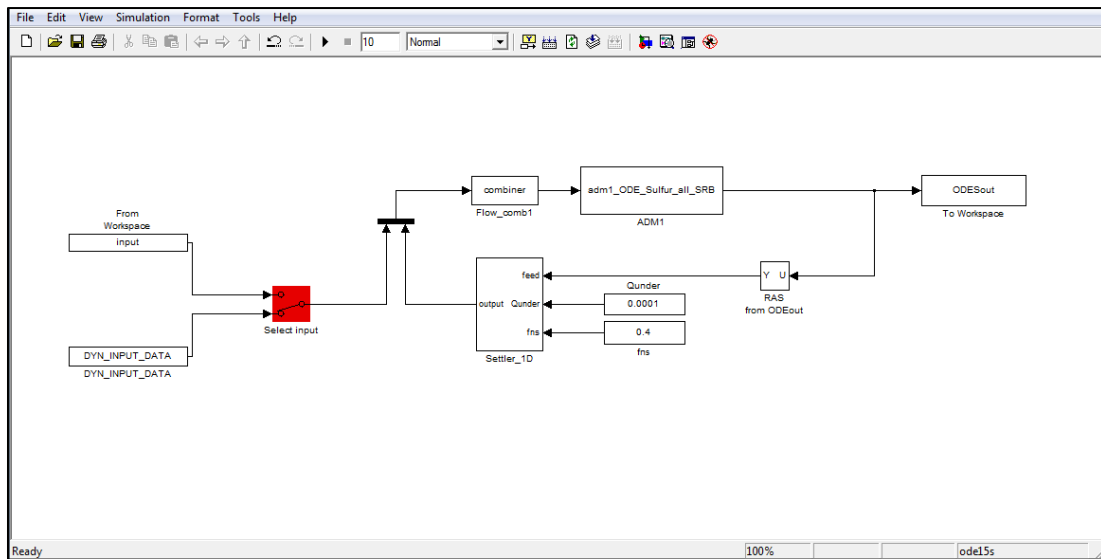 File Edit View Simulation Format Tools Help
10 Normal
combiner
Flow_comb1
adm1_ODE_Sulfur_all_SRB
ADM1
ODESout
To Workspace
From
Workspace
input
Select input
DYN_INPUT_DATA
DYN_INPUT_DATA
feed
output Qunder
fns
Settler_1D
Qunder
0.0001
0.4
fns
Y U
RAS
from ODEout
Ready 100% ode15s